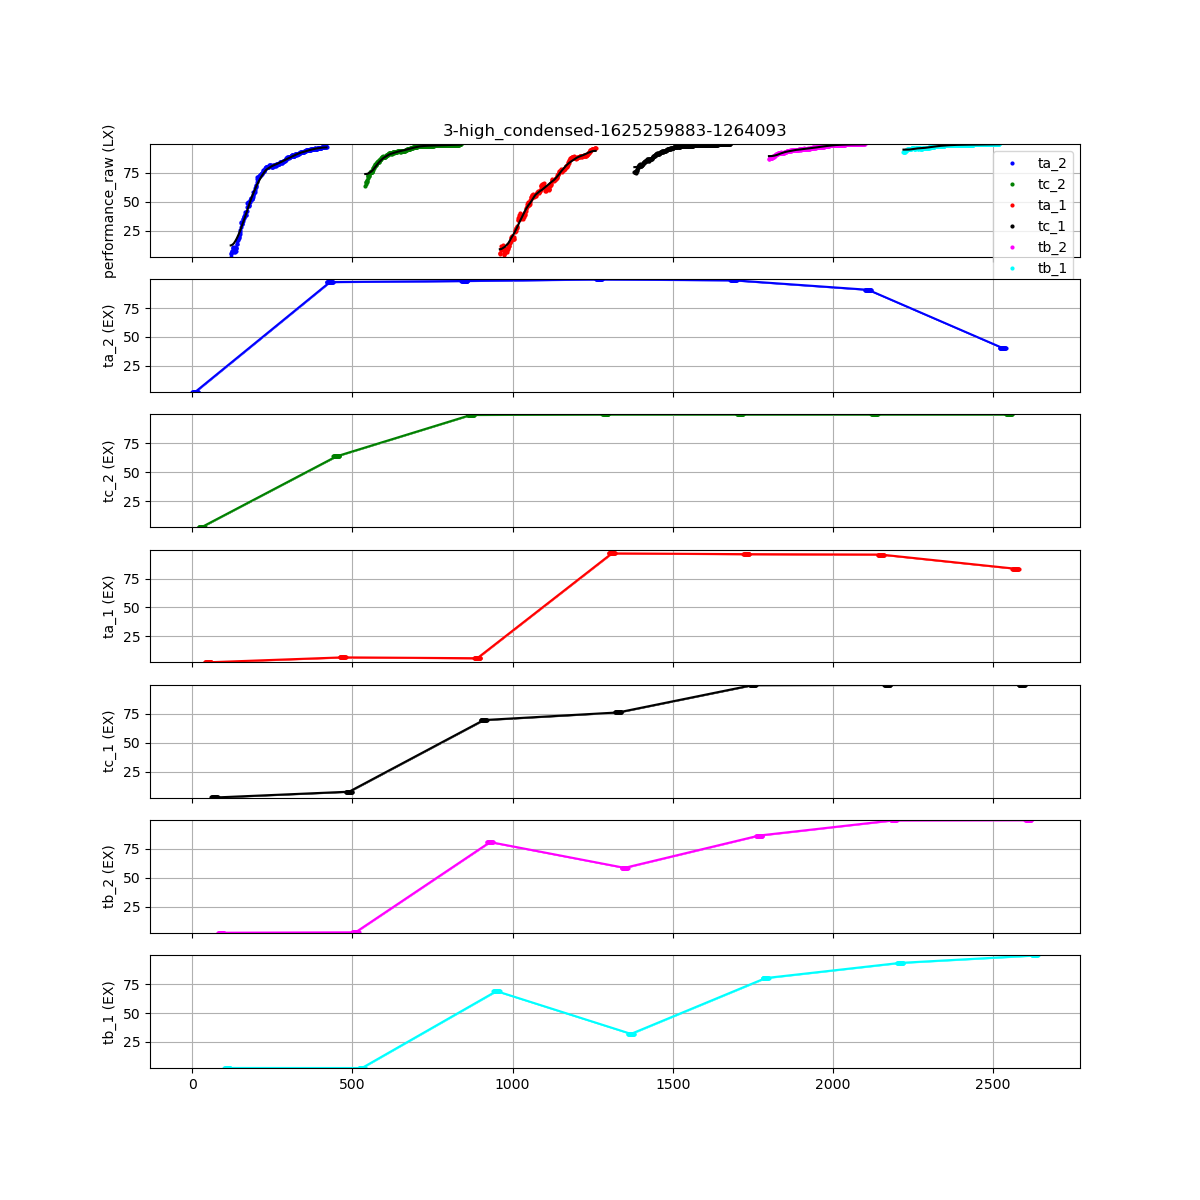 3-high_condensed-1625259883-1264093
performance_raw (LX)
75
50
25
ta_2
tc_2
ta_1
tc_1
tb_2
tb_1
ta_2 (EX)
75
50
25
tc_2 (EX)
75
50
25
ta_1 (EX)
75
50
25
tc_1 (EX)
75
50
25
tb_2 (EX)
75
50
25
tb_1 (EX)
75
50
25
0 500 1000 1500 2000 2500